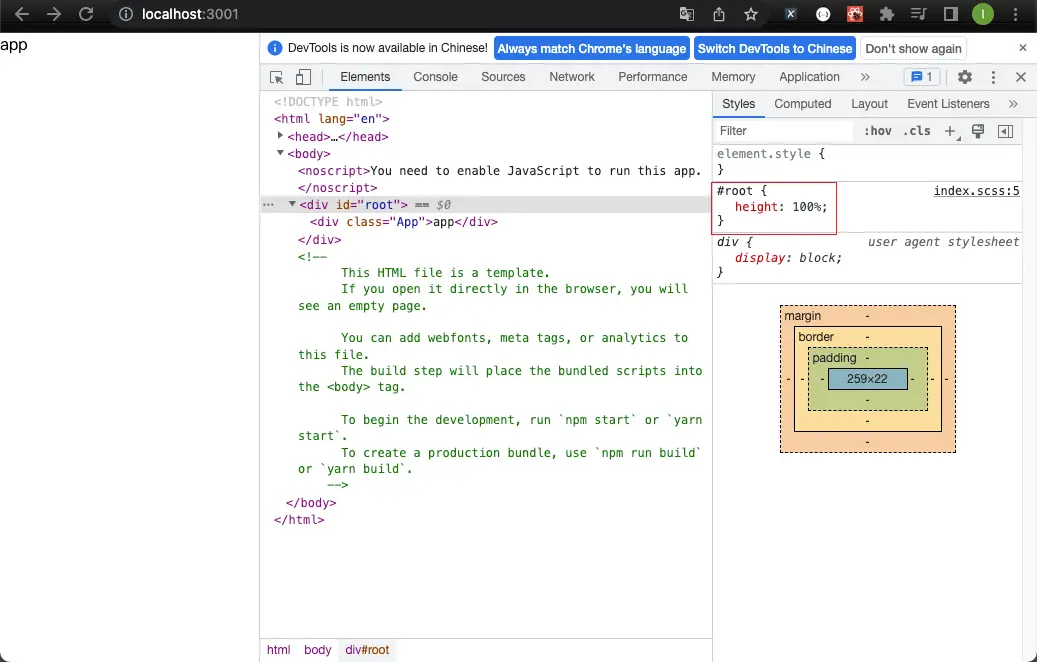 localhost:3001
X
I
app
DevTools is now available in Chinese! Always match Chrome's language Switch DevTools to Chinese Don't show again ×
Elements Console Sources Network Performance Memory Application » 1
<!DOCTYPE html>
<html lang="en">
<head>…</head>
<body>
<noscript>You need to enable JavaScript to run this app.
</noscript>
<div id="root"> == $0
<div class="App">app</div>
</div>
<!--
This HTML file is a template.
If you open it directly in the browser, you will
see an empty page.
You can add webfonts, meta tags, or analytics to
this file.
The build step will place the bundled scripts into
the <body> tag.
To begin the development, run `npm start` or `yarn
start`.
To create a production bundle, use `npm run build`
or `yarn build`.
-->
</body>
</html>
html body div#root
Styles Computed Layout Event Listeners »
Filter :hov .cls +
element.style {
}
#root { index.scss:5
height: 100%;
}
div { user agent stylesheet
display: block;
}
margin -
border -
padding -
- - - 259×22 - - -
-
-
-